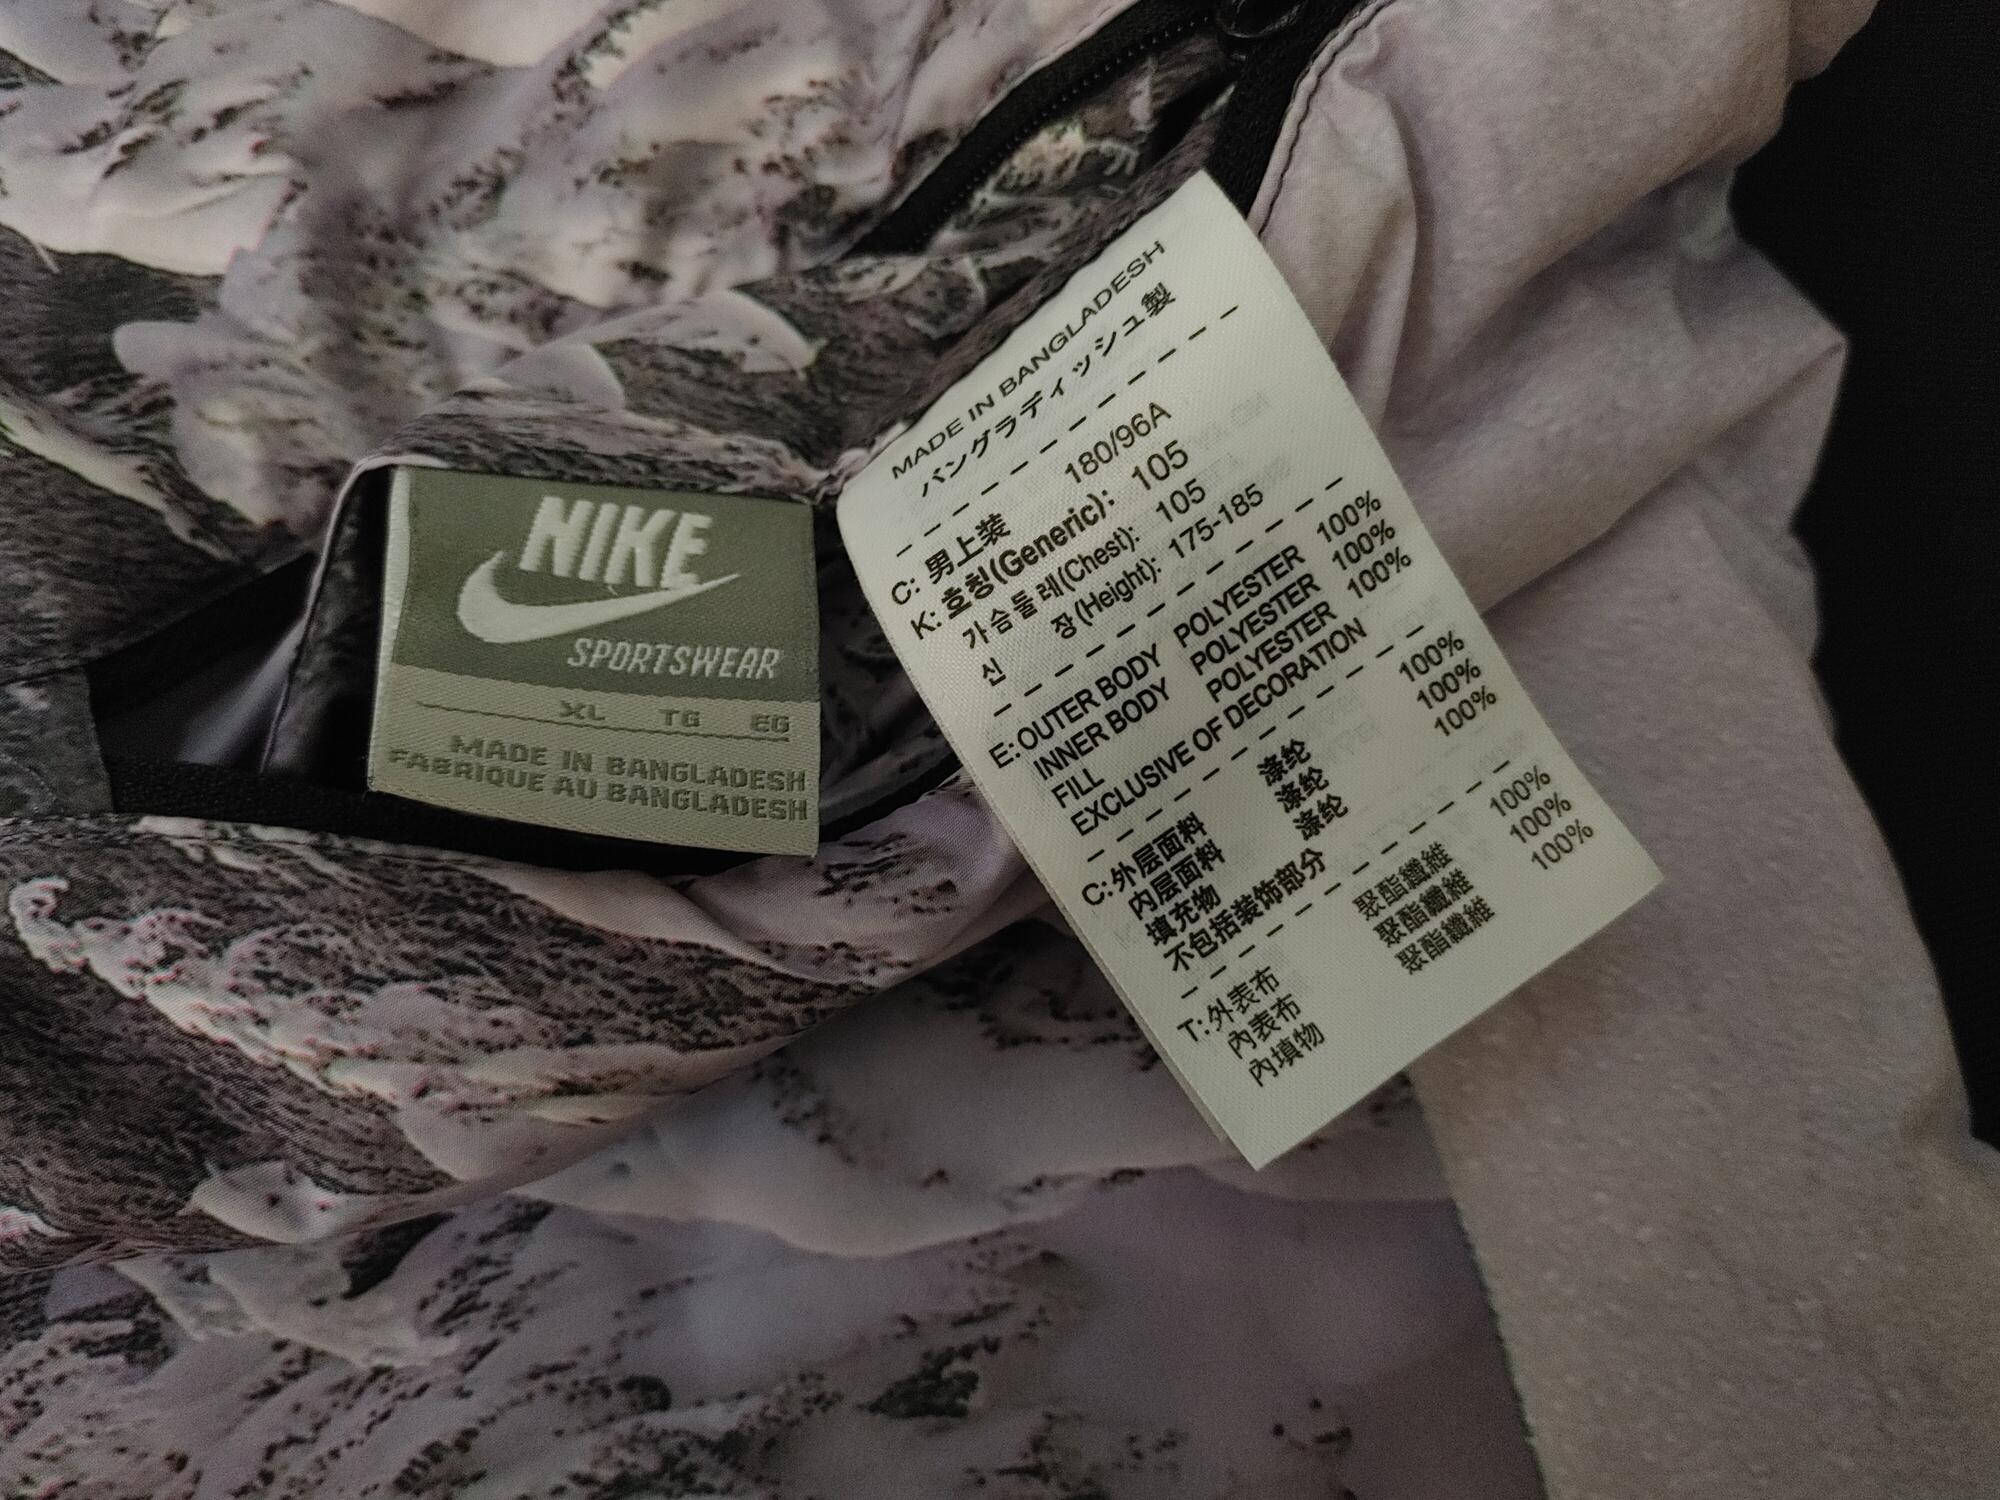 NIKE
SPORTSWEAR
XL TG EG
MADE IN BANGLADESH
FABRIQUE AU BANGLADESH
MADE IN BANGLADESH
バングラディッシュ製
C: 男上装 180/96A
K: 호칭(Generic): 105
가슴둘레(Chest): 105
신 장(Height): 175-185
E: OUTER BODY POLYESTER 100%
INNER BODY POLYESTER 100%
FILL POLYESTER 100%
EXCLUSIVE OF DECORATION
C: 外层面料 涤纶 100%
内层面料 涤纶 100%
填充物 涤纶 100%
不包括装饰部分
T: 外表布 聚酯纖維 100%
內表布 聚酯纖維 100%
內填物 聚酯纖維 100%